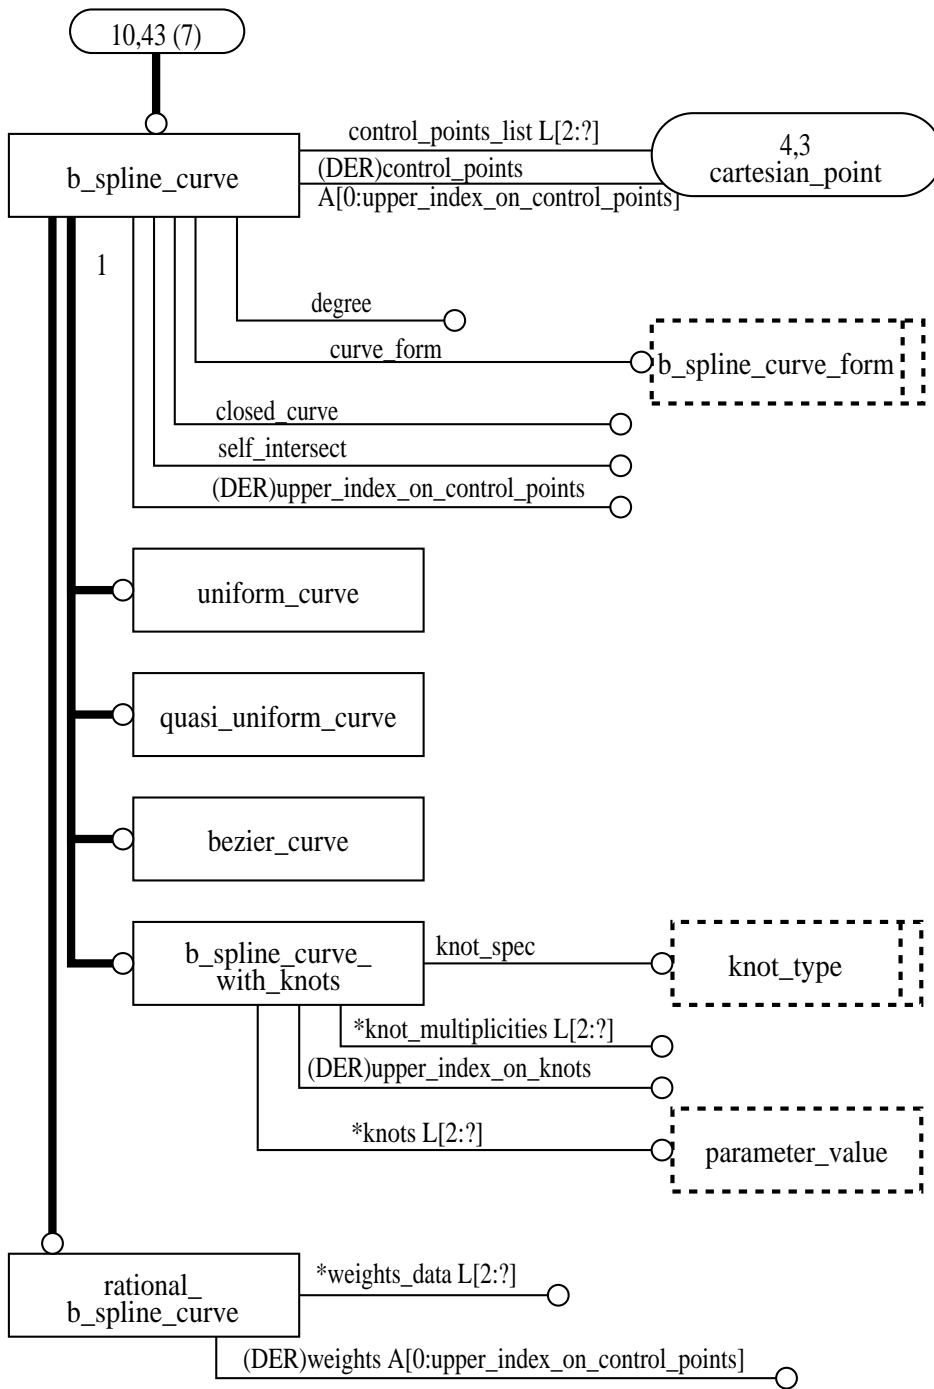 10,43 (7)
control_points_list L[2:?]
(DER)control_points
A[0:upper_index_on_control_points]
4,3
cartesian_point
b_spline_curve
1
degree
curve_form
b_spline_curve_form
closed_curve
self_intersect
(DER)upper_index_on_control_points
uniform_curve
quasi_uniform_curve
bezier_curve
b_spline_curve_
with_knots
knot_spec
knot_type
*knot_multiplicities L[2:?]
(DER)upper_index_on_knots
*knots L[2:?]
parameter_value
rational_
b_spline_curve
*weights_data L[2:?]
(DER)weights A[0:upper_index_on_control_points]